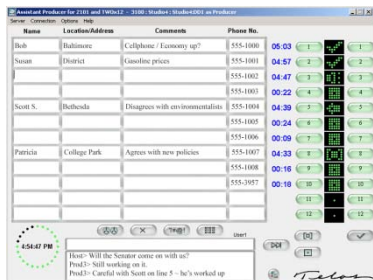 Assistant Producer for 2101 and TWOx12 - 3100 : Studio4 : Studio4\001 as Producer
Server Connection Options Help
Name Location/Address Comments Phone No.
Bob Baltimore Cellphone / Economy up? 555-1000 05:03 1 1
Susan District Gasoline prices 555-1001 04:57 2 2
555-1002 04:47 3 3
555-1003 00:22 4 4
Scott S. Bethesda Disagrees with environmentalists 555-1004 04:39 5 5
555-1005 00:24 6 6
555-1006 00:09 7 7
Patricia College Park Agrees with new policies 555-1007 04:33 8 8
555-1008 00:16 9 9
555-3957 00:18 10 10
11 11
12 12
?#@!
User1
4:54:47 PM
Host> Will the Senator come on with us?
Prod3> Still working on it.
Prod3> Careful with Scott on line 5 ~ he's worked up
Telos